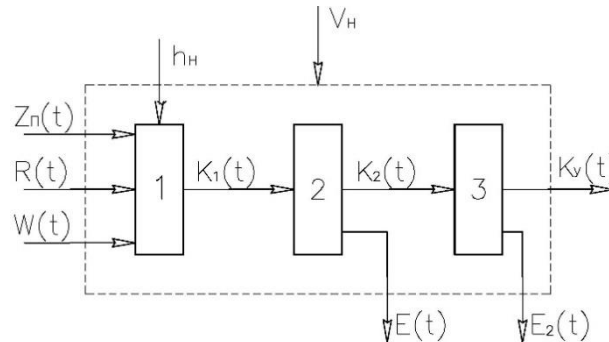 Vн
hн
Zп(t)
R(t)
W(t)
1
K₁(t)
2
K₂(t)
3
Kу(t)
E(t)
E₂(t)